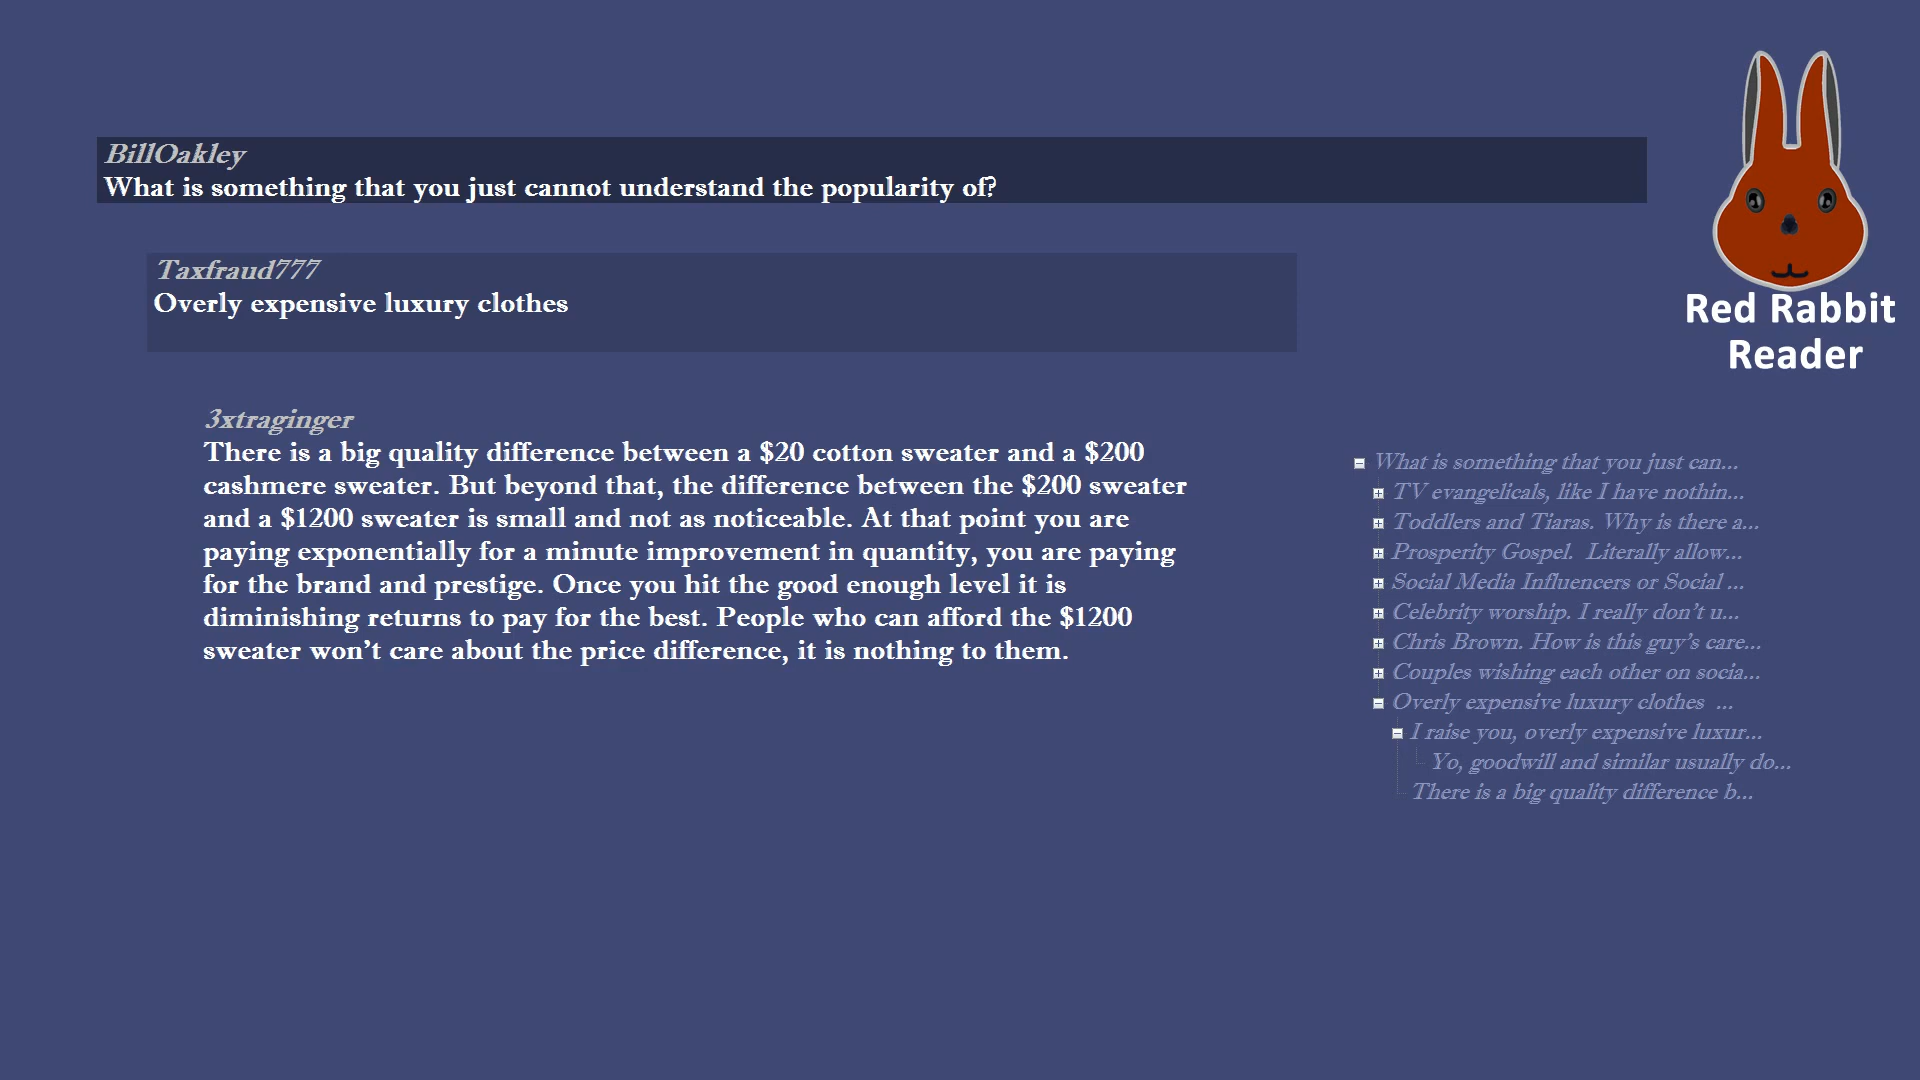 BillOakley
What is something that you just cannot understand the popularity of?
Taxfraud777
Overly expensive luxury clothes
3xtraginger
There is a big quality difference between a $20 cotton sweater and a $200
cashmere sweater. But beyond that, the difference between the $200 sweater
and a $1200 sweater is small and not as noticeable. At that point you are
paying exponentially for a minute improvement in quantity, you are paying
for the brand and prestige. Once you hit the good enough level it is
diminishing returns to pay for the best. People who can afford the $1200
sweater won't care about the price difference, it is nothing to them.
Red Rabbit
Reader
What is something that you just can...
TV evangelicals, like I have nothin...
Toddlers and Tiaras. Why is there a...
Prosperity Gospel.  Literally allow...
Social Media Influencers or Social ...
Celebrity worship. I really don't u...
Chris Brown. How is this guy's care...
Couples wishing each other on socia...
Overly expensive luxury clothes  ...
I raise you, overly expensive luxur...
Yo, goodwill and similar usually do...
There is a big quality difference b...